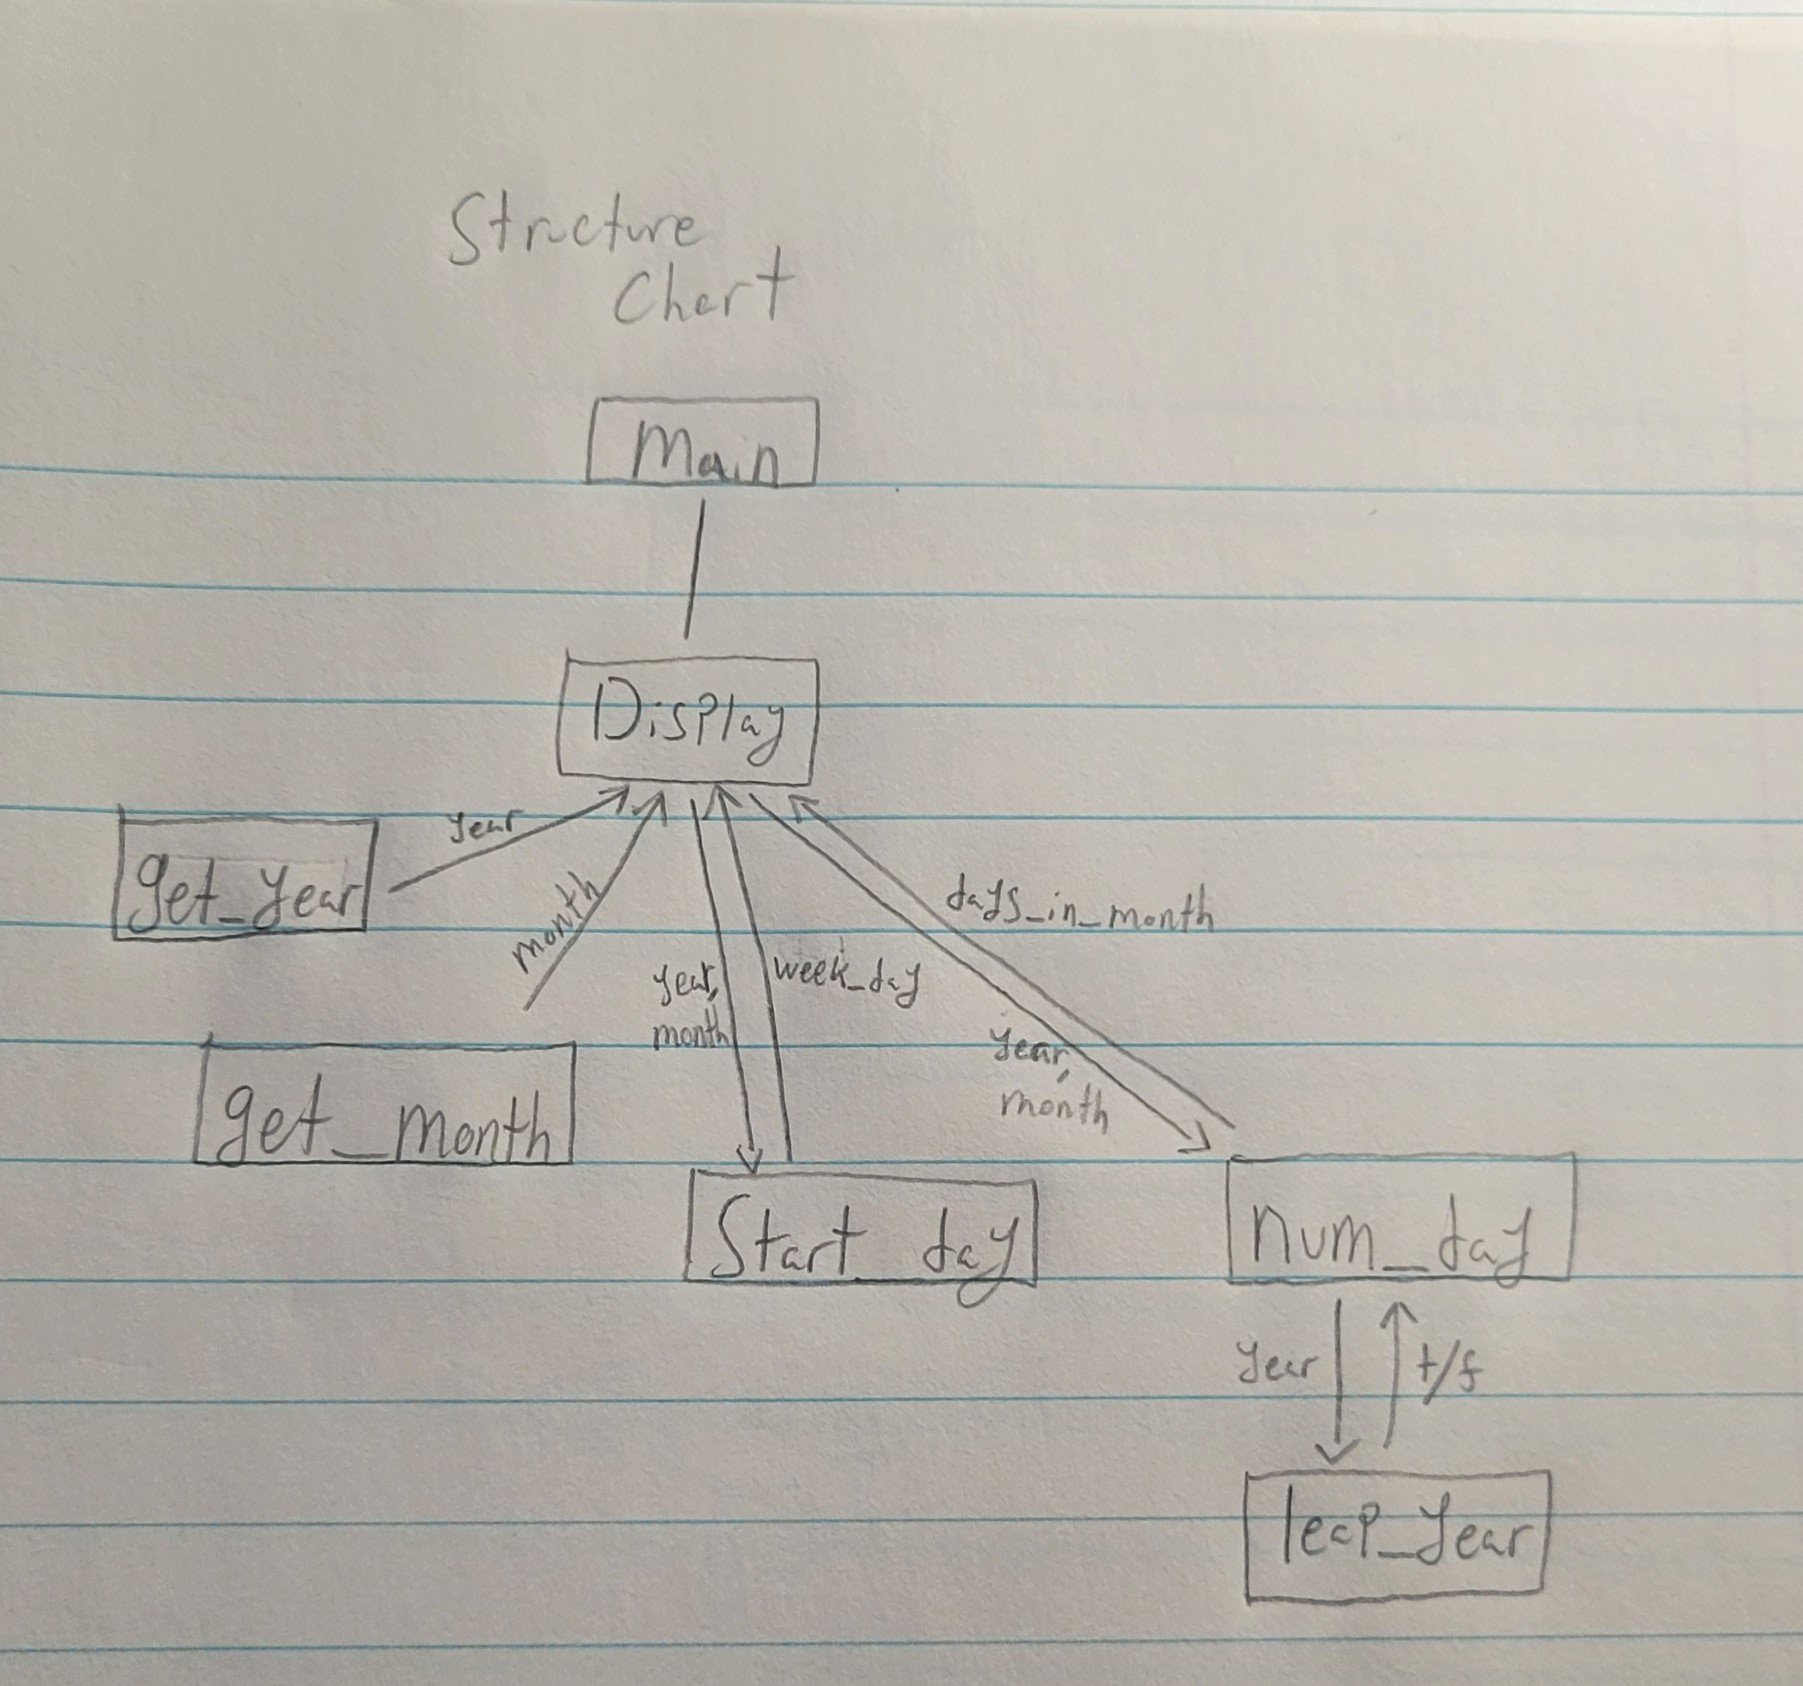 Structure
Chart
Main
Display
year
get_year
month
days_in_month
year,
month
week_day
year,
month
get_month
Start_day
num_day
year
t/f
leap_year